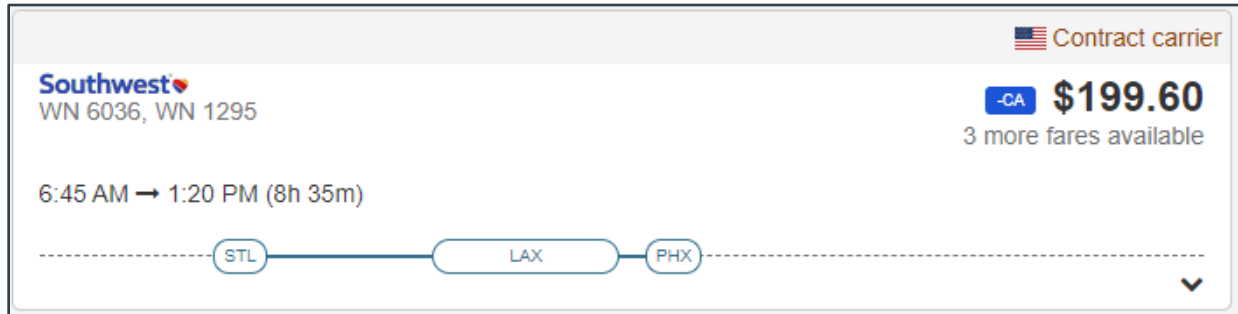 Contract carrier
Southwest
WN 6036, WN 1295
-CA $199.60
3 more fares available
6:45 AM → 1:20 PM (8h 35m)
STL LAX PHX